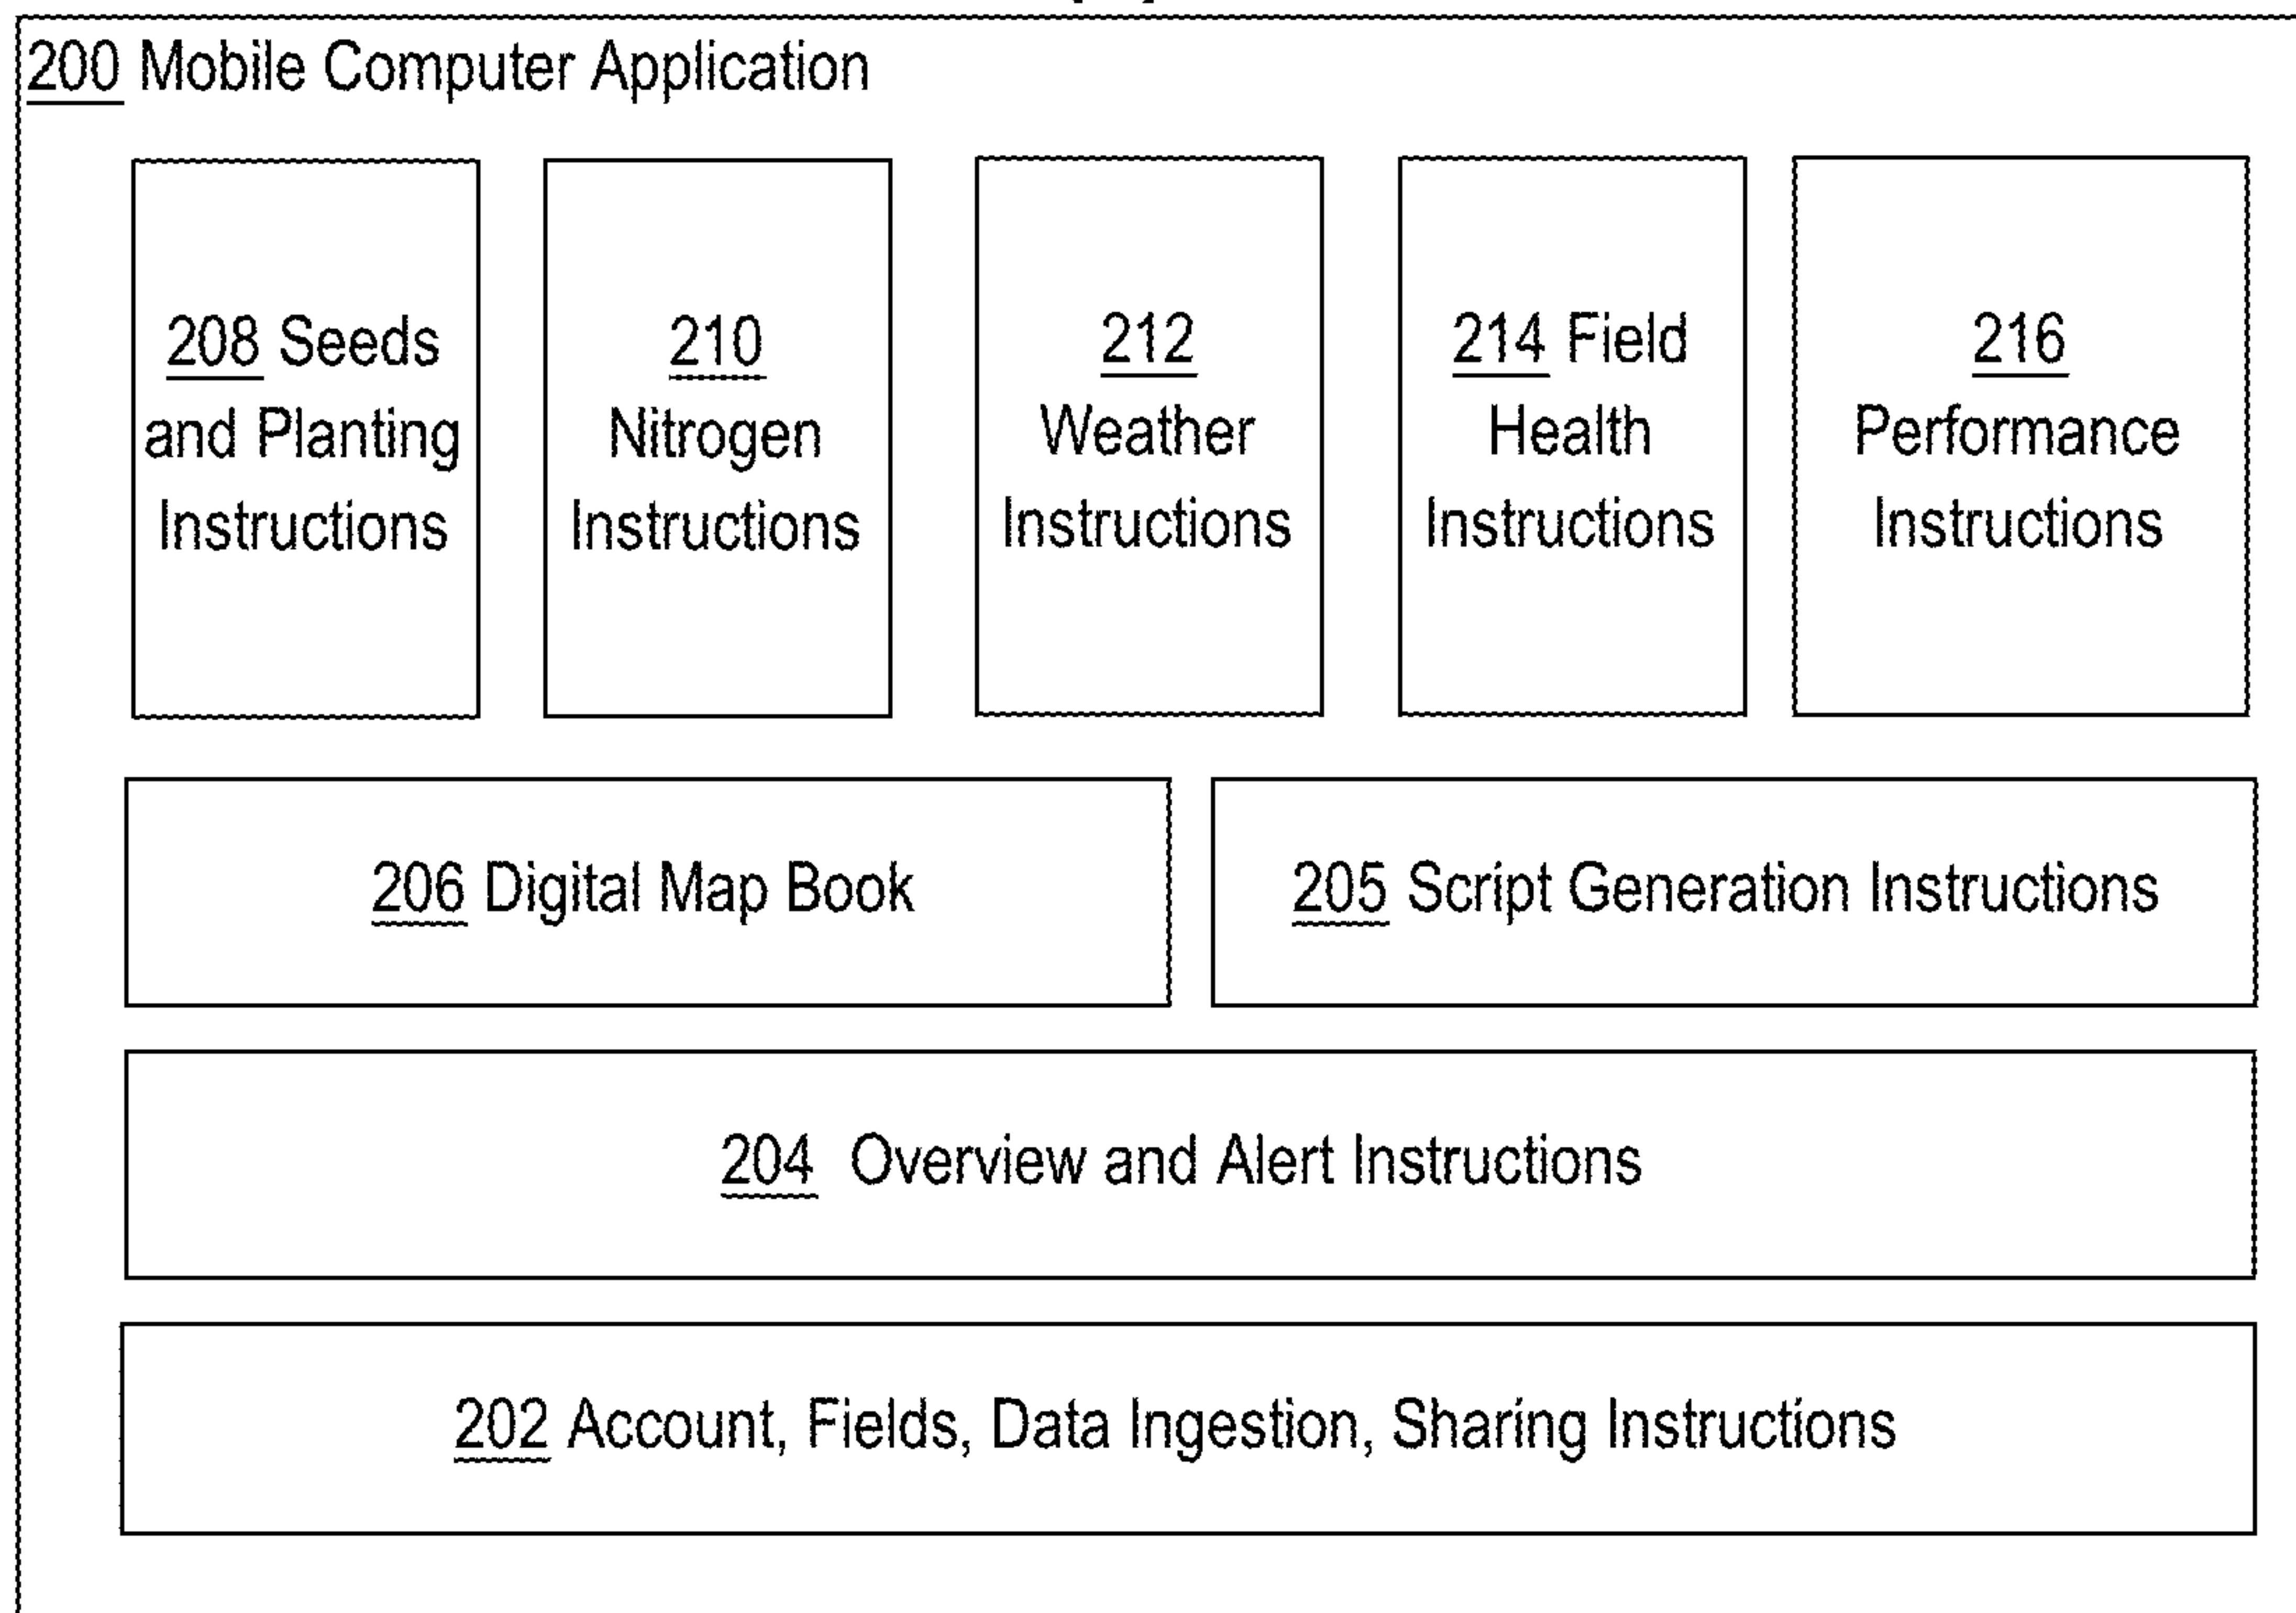 200 Mobile Computer Application
208 Seeds
and Planting
Instructions
210
Nitrogen
Instructions
212
Weather
Instructions
214 Field
Health
Instructions
216
Performance
Instructions
206 Digital Map Book
205 Script Generation Instructions
204 Overview and Alert Instructions
202 Account, Fields, Data Ingestion, Sharing Instructions